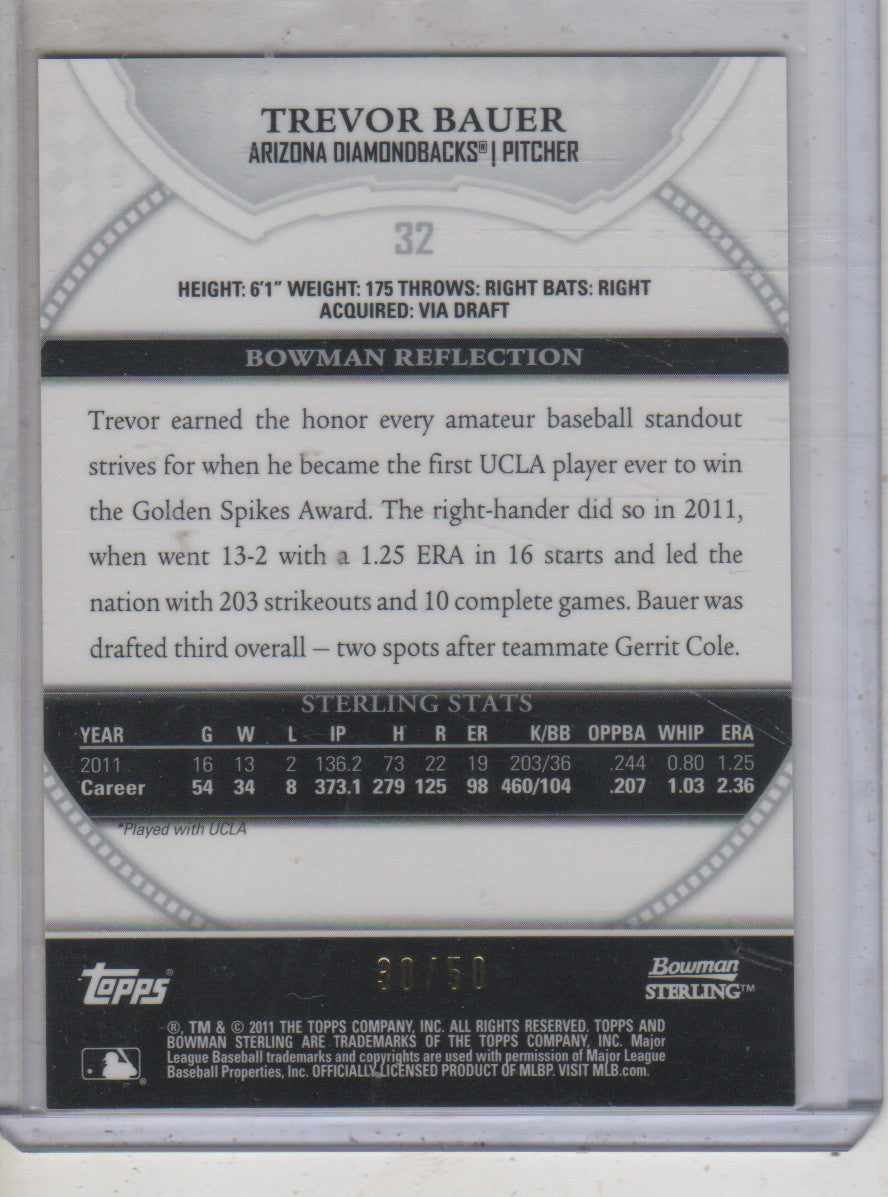 TREVOR BAUER
ARIZONA DIAMONDBACKS® | PITCHER
32
HEIGHT: 6'1" WEIGHT: 175 THROWS: RIGHT BATS: RIGHT
ACQUIRED: VIA DRAFT
BOWMAN REFLECTION
Trevor earned the honor every amateur baseball standout
strives for when he became the first UCLA player ever to win
the Golden Spikes Award. The right-hander did so in 2011,
when went 13-2 with a 1.25 ERA in 16 starts and led the
nation with 203 strikeouts and 10 complete games. Bauer was
drafted third overall – two spots after teammate Gerrit Cole.
STERLING STATS
YEAR G W L IP H R ER K/BB OPPBA WHIP ERA
2011 16 13 2 136.2 73 22 19 203/36 .244 0.80 1.25
Career 54 34 8 373.1 279 125 98 460/104 .207 1.03 2.36
*Played with UCLA
topps®
30/50
Bowman
STERLING™
®, TM & © 2011 THE TOPPS COMPANY, INC. ALL RIGHTS RESERVED. TOPPS AND
BOWMAN STERLING ARE TRADEMARKS OF THE TOPPS COMPANY, INC. Major
League Baseball trademarks and copyrights are used with permission of Major League
Baseball Properties, Inc. OFFICIALLY LICENSED PRODUCT OF MLBP. VISIT MLB.com.
®